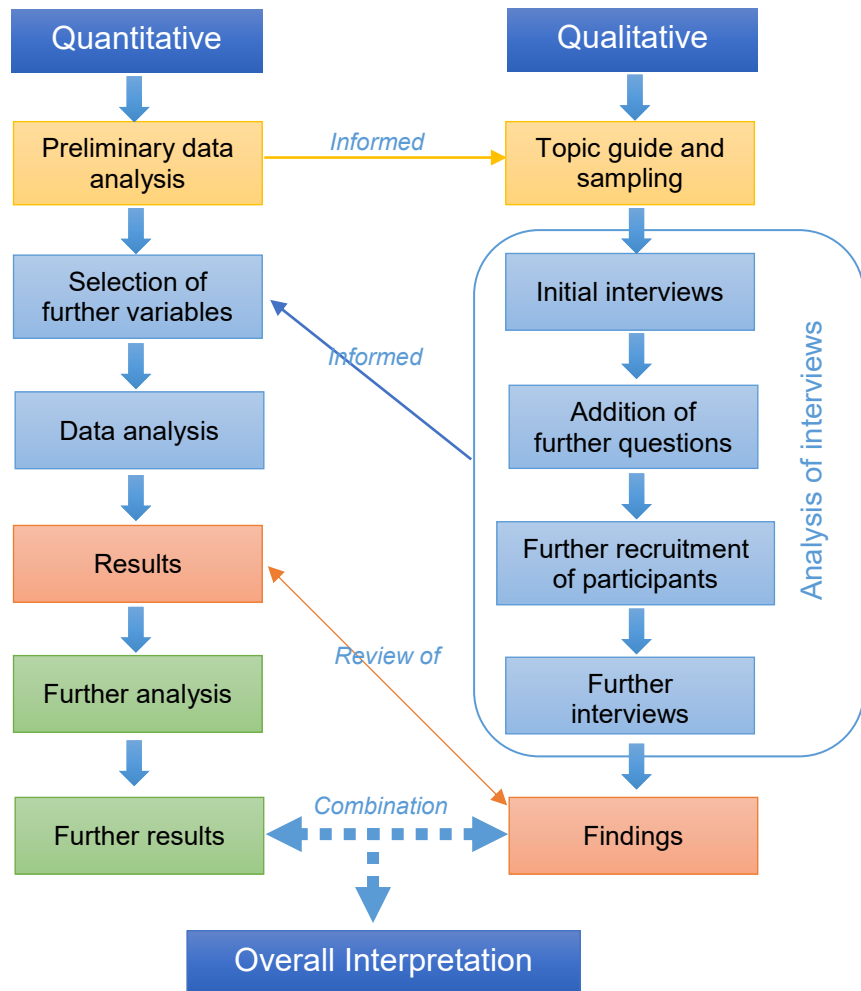 Quantitative
Qualitative
Preliminary data
analysis
Informed
Topic guide and
sampling
Selection of
further variables
Initial interviews
Informed
Data analysis
Addition of
further questions
Analysis of interviews
Results
Further recruitment
of participants
Review of
Further analysis
Further
interviews
Combination
Further results
Findings
Overall Interpretation